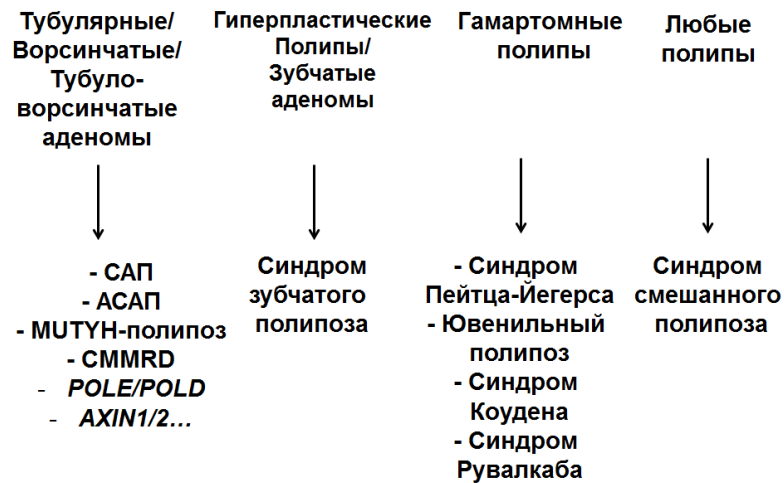 Тубулярные/
Ворсинчатые/
Тубуло-
ворсинчатые
аденомы
- САП
- АСАП
- MUTYH-полипоз
- CMMRD
- POLE/POLD
- AXIN1/2…
Гиперпластические
Полипы/
Зубчатые
аденомы
Синдром
зубчатого
полипоза
Гамартомные
полипы
- Синдром
Пейтца-Йегерса
- Ювенильный
полипоз
- Синдром
Коудена
- Синдром
Рувалкаба
Любые
полипы
Синдром
смешанного
полипоза